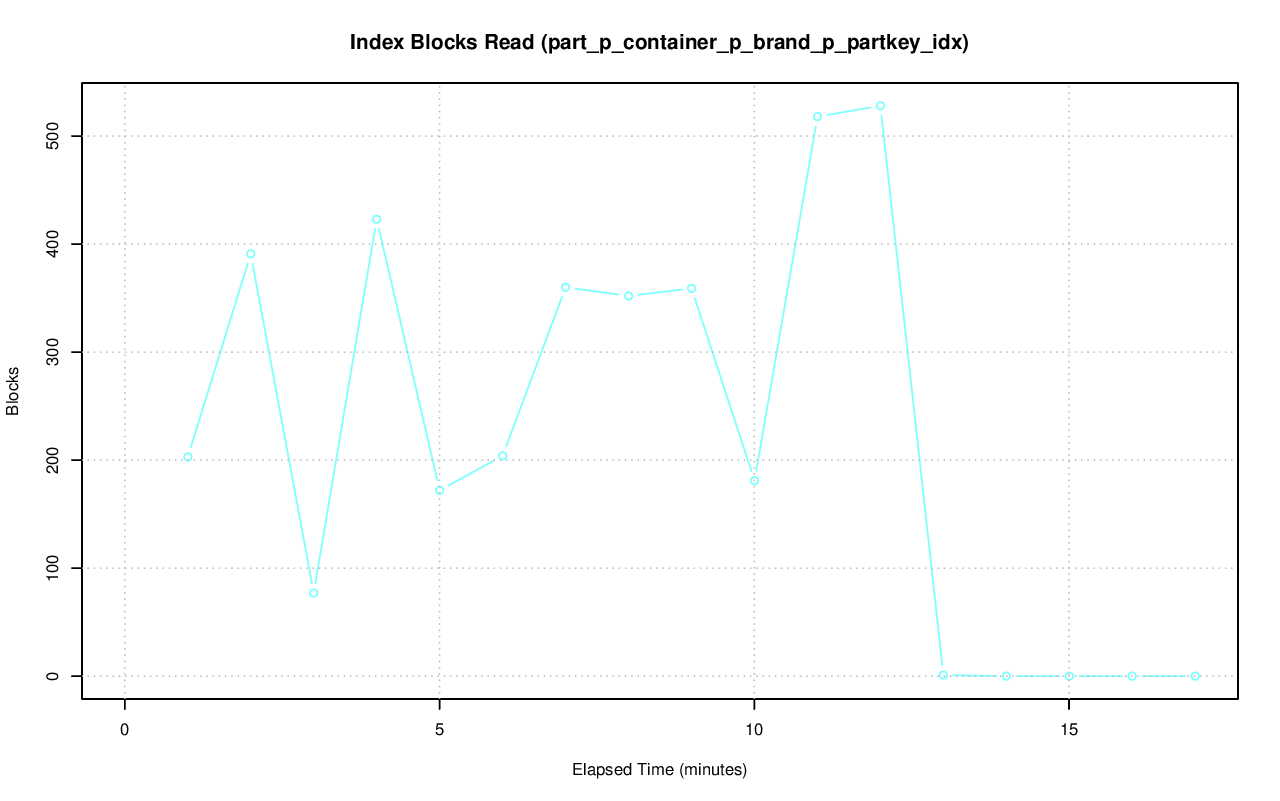 Index Blocks Read (part_p_container_p_brand_p_partkey_idx)
500
400
300
200
100
0
Blocks
0 5 10 15
Elapsed Time (minutes)